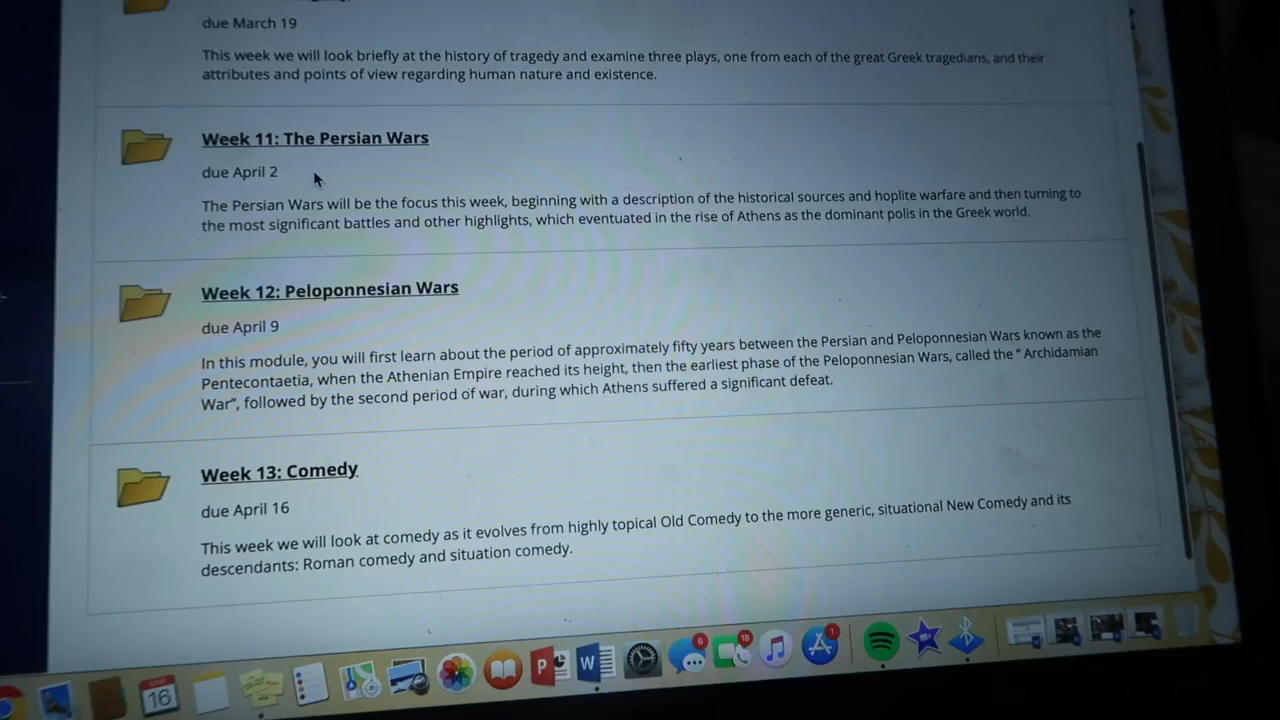 due March 19
This week we will look briefly at the history of tragedy and examine three plays, one from each of the great Greek tragedians, and their
attributes and points of view regarding human nature and existence.
Week 11: The Persian Wars
due April 2
The Persian Wars will be the focus this week, beginning with a description of the historical sources and hoplite warfare and then turning to
the most significant battles and other highlights, which eventuated in the rise of Athens as the dominant polis in the Greek world.
Week 12: Peloponnesian Wars
due April 9
In this module, you will first learn about the period of approximately fifty years between the Persian and Peloponnesian Wars known as the
Pentecontaetia, when the Athenian Empire reached its height, then the earliest phase of the Peloponnesian Wars, called the " Archidamian
War", followed by the second period of war, during which Athens suffered a significant defeat.
Week 13: Comedy
due April 16
This week we will look at comedy as it evolves from highly topical Old Comedy to the more generic, situational New Comedy and its
descendants: Roman comedy and situation comedy.
16
P
W
6
18
1